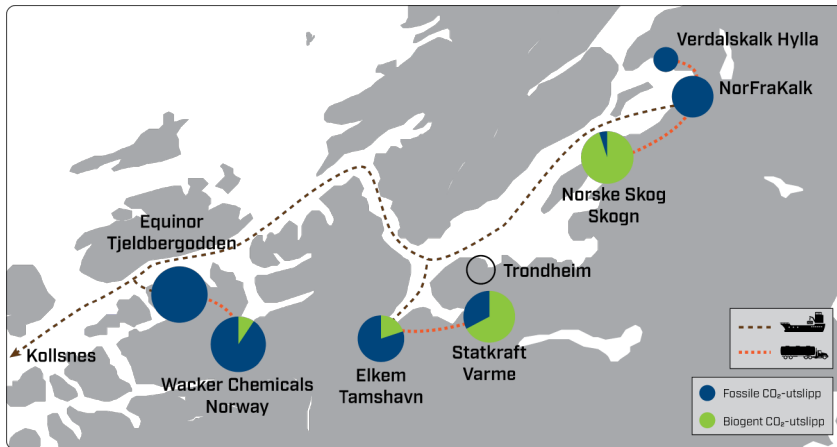 Verdalskalk Hylla
NorFraKalk
Norske Skog
Skogn
Equinor
Tjeldbergodden
Trondheim
Kollsnes
Wacker Chemicals
Norway
Elkem
Tamshavn
Statkraft
Varme
Fossile CO₂-utslipp
Biogent CO₂-utslipp